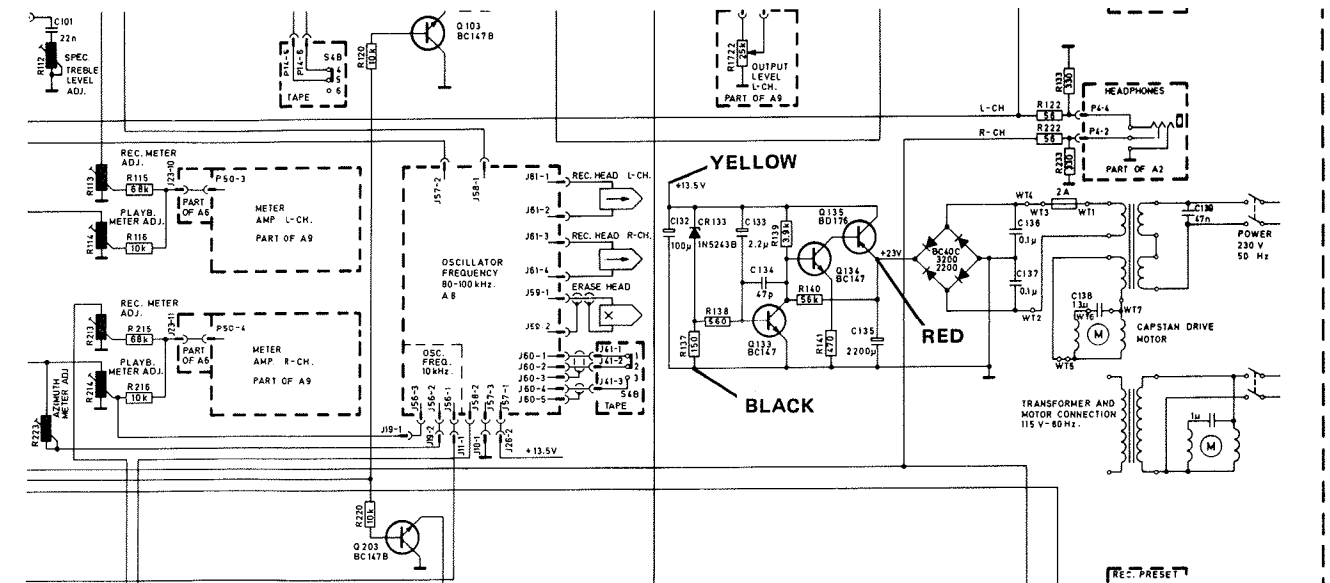 C101
22n
R112
SPEC.
TREBLE
LEVEL
ADJ.
P14-5
P14-6
S4B
4
5
6
TAPE
R120
10k
Q103
BC147B
R1722
25k
OUTPUT
LEVEL
L-CH.
PART OF A9
R133
330
HEADPHONES
L-CH
R122
56
P4-4
R-CH
R222
56
P4-2
R233
330
PART OF A2
REC. METER
ADJ.
R113
R115
68k
J23-10
P50-3
PART
OF A6
METER
AMP L-CH.
PART OF A9
PLAYB.
METER ADJ.
R114
R116
10k
J57-2
J58-1
OSCILLATOR
FREQUENCY
80-100kHz.
A8
J61-1
REC. HEAD L-CH.
J61-2
J61-3
REC. HEAD R-CH.
J61-4
J59-1
ERASE HEAD
J59-2
YELLOW
+13.5V
C132
100µ
CR133
1N5243B
C133
2.2µ
R139
3.9k
Q135
BD176
Q134
BC147
C134
47p
R140
56k
R138
560
R137
150
Q133
BC147
R141
470
C135
2200µ
+23V
BC40C
3200
2200
RED
BLACK
C136
0.1µ
C137
0.1µ
WT4
WT3
2A
WT1
WT2
C139
47n
POWER
230 V
50 Hz
C138
13µ
WT6
WT7
M
WT5
CAPSTAN DRIVE
MOTOR
TRANSFORMER AND
MOTOR CONNECTION
115 V-60Hz.
1µ
M
REC. METER
ADJ.
R213
R215
68k
J23-11
P50-4
PART
OF A6
METER
AMP R-CH.
PART OF A9
PLAYB.
METER ADJ.
R214
R216
10k
AZIMUTH
METER ADJ
R223
OSC.
FREQ.
10kHz.
J60-1
J60-2
J60-3
J60-4
J60-5
J41-1
J41-2
J41-3
1
2
3
S4B
TAPE
J56-3
J56-2
J56-1
J58-2
J57-3
J57-1
J19-1
J19-2
J11-1
J10-1
J26-2
+13.5V
R220
10k
Q203
BC147B
REC. PRESET